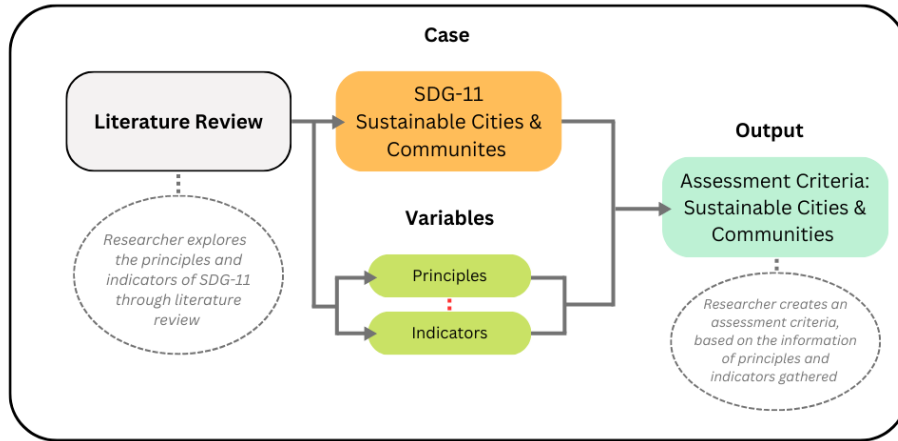 Case
Literature Review
SDG-11
Sustainable Cities &
Communites
Output
Assessment Criteria:
Sustainable Cities &
Communities
Variables
Principles
Indicators
Researcher explores
the principles and
indicators of SDG-11
through literature
review
Researcher creates an
assessment criteria,
based on the information
of principles and
indicators gathered